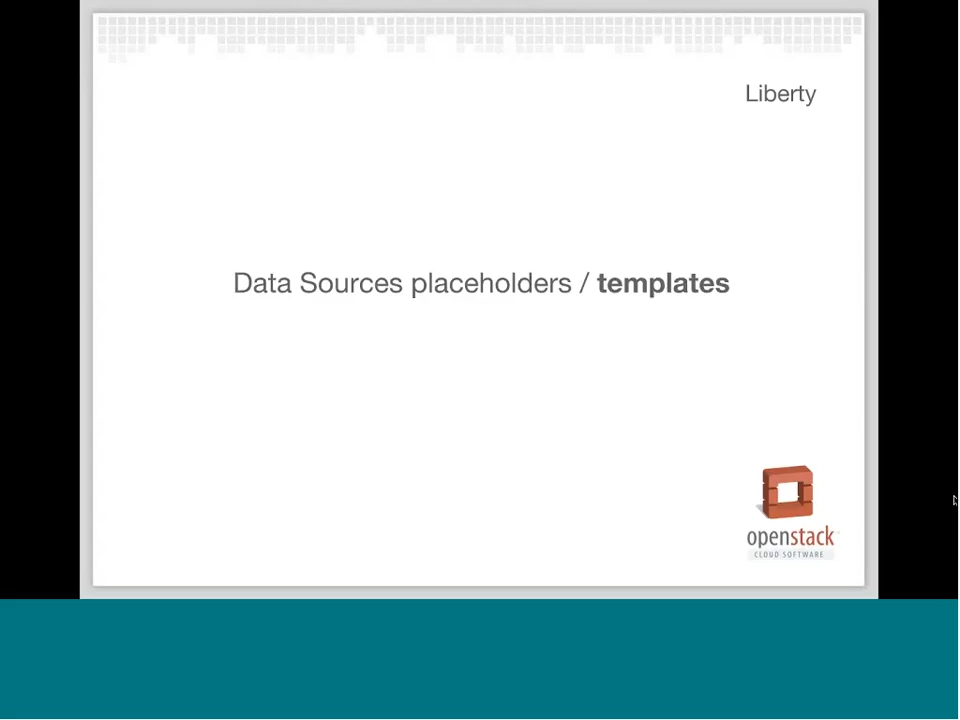 Liberty
Data Sources placeholders / templates
openstack
CLOUD SOFTWARE